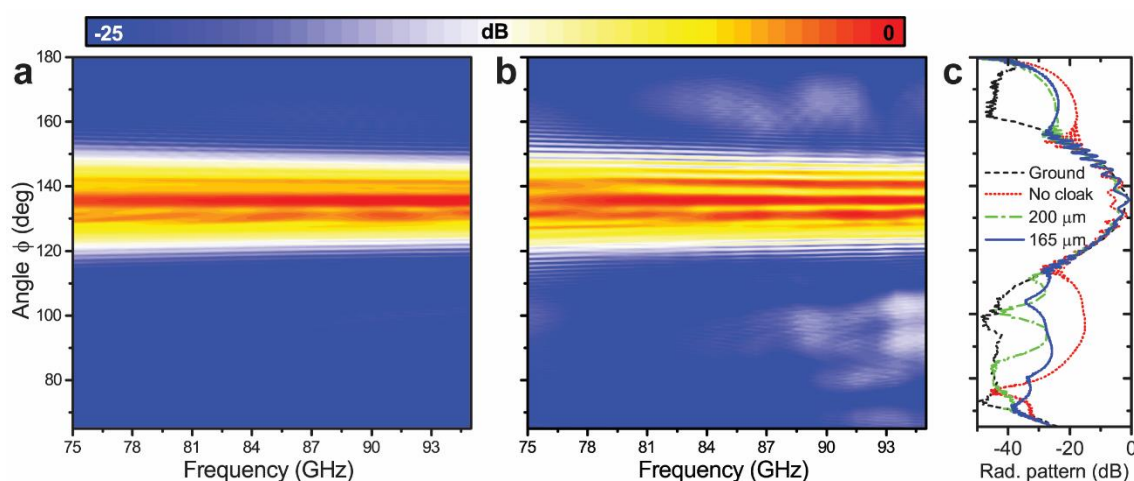 -25 dB 0
a b c
180
160
140
120
100
80
Angle ϕ (deg)
75 78 81 84 87 90 93
Frequency (GHz)
75 78 81 84 87 90 93
Frequency (GHz)
Ground
No cloak
200 μm
165 μm
-40 -20 0
Rad. pattern (dB)